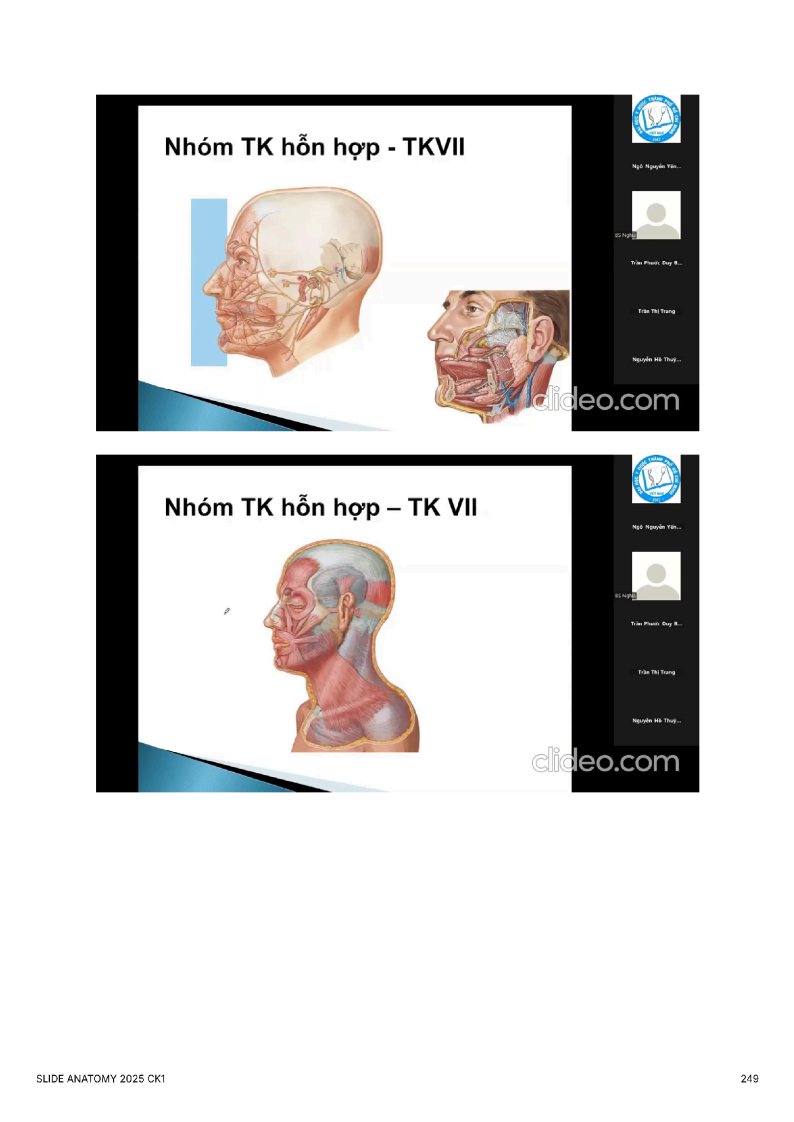 Nhóm TK hỗn hợp - TKVII
Ngô Nguyễn Yến...
BS Nghĩa
Trần Phước Duy B...
Trần Thị Trang
Nguyễn Hồ Thuý...
clideo.com
Nhóm TK hỗn hợp – TK VII
Ngô Nguyễn Yến...
BS Nghĩa
Trần Phước Duy B...
Trần Thị Trang
Nguyễn Hồ Thuý...
clideo.com
SLIDE ANATOMY 2025 CK1
249